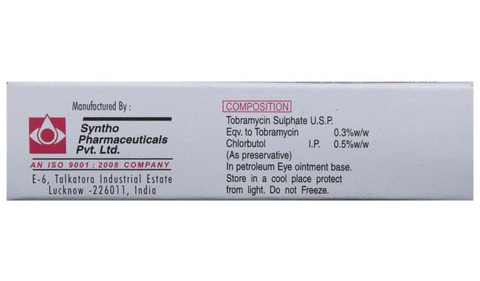 Manufactured By :
Syntho
Pharmaceuticals
Pvt. Ltd.
AN ISO 9001 : 2008 COMPANY
E-6, Talkatora Industrial Estate
Lucknow -226011, India
COMPOSITION
Tobramycin Sulphate U.S.P.
Eqv. to Tobramycin 0.3%w/w
Chlorbutol I.P. 0.5%w/w
(As preservative)
In petroleum Eye ointment base.
Store in a cool place protect
from light. Do not Freeze.